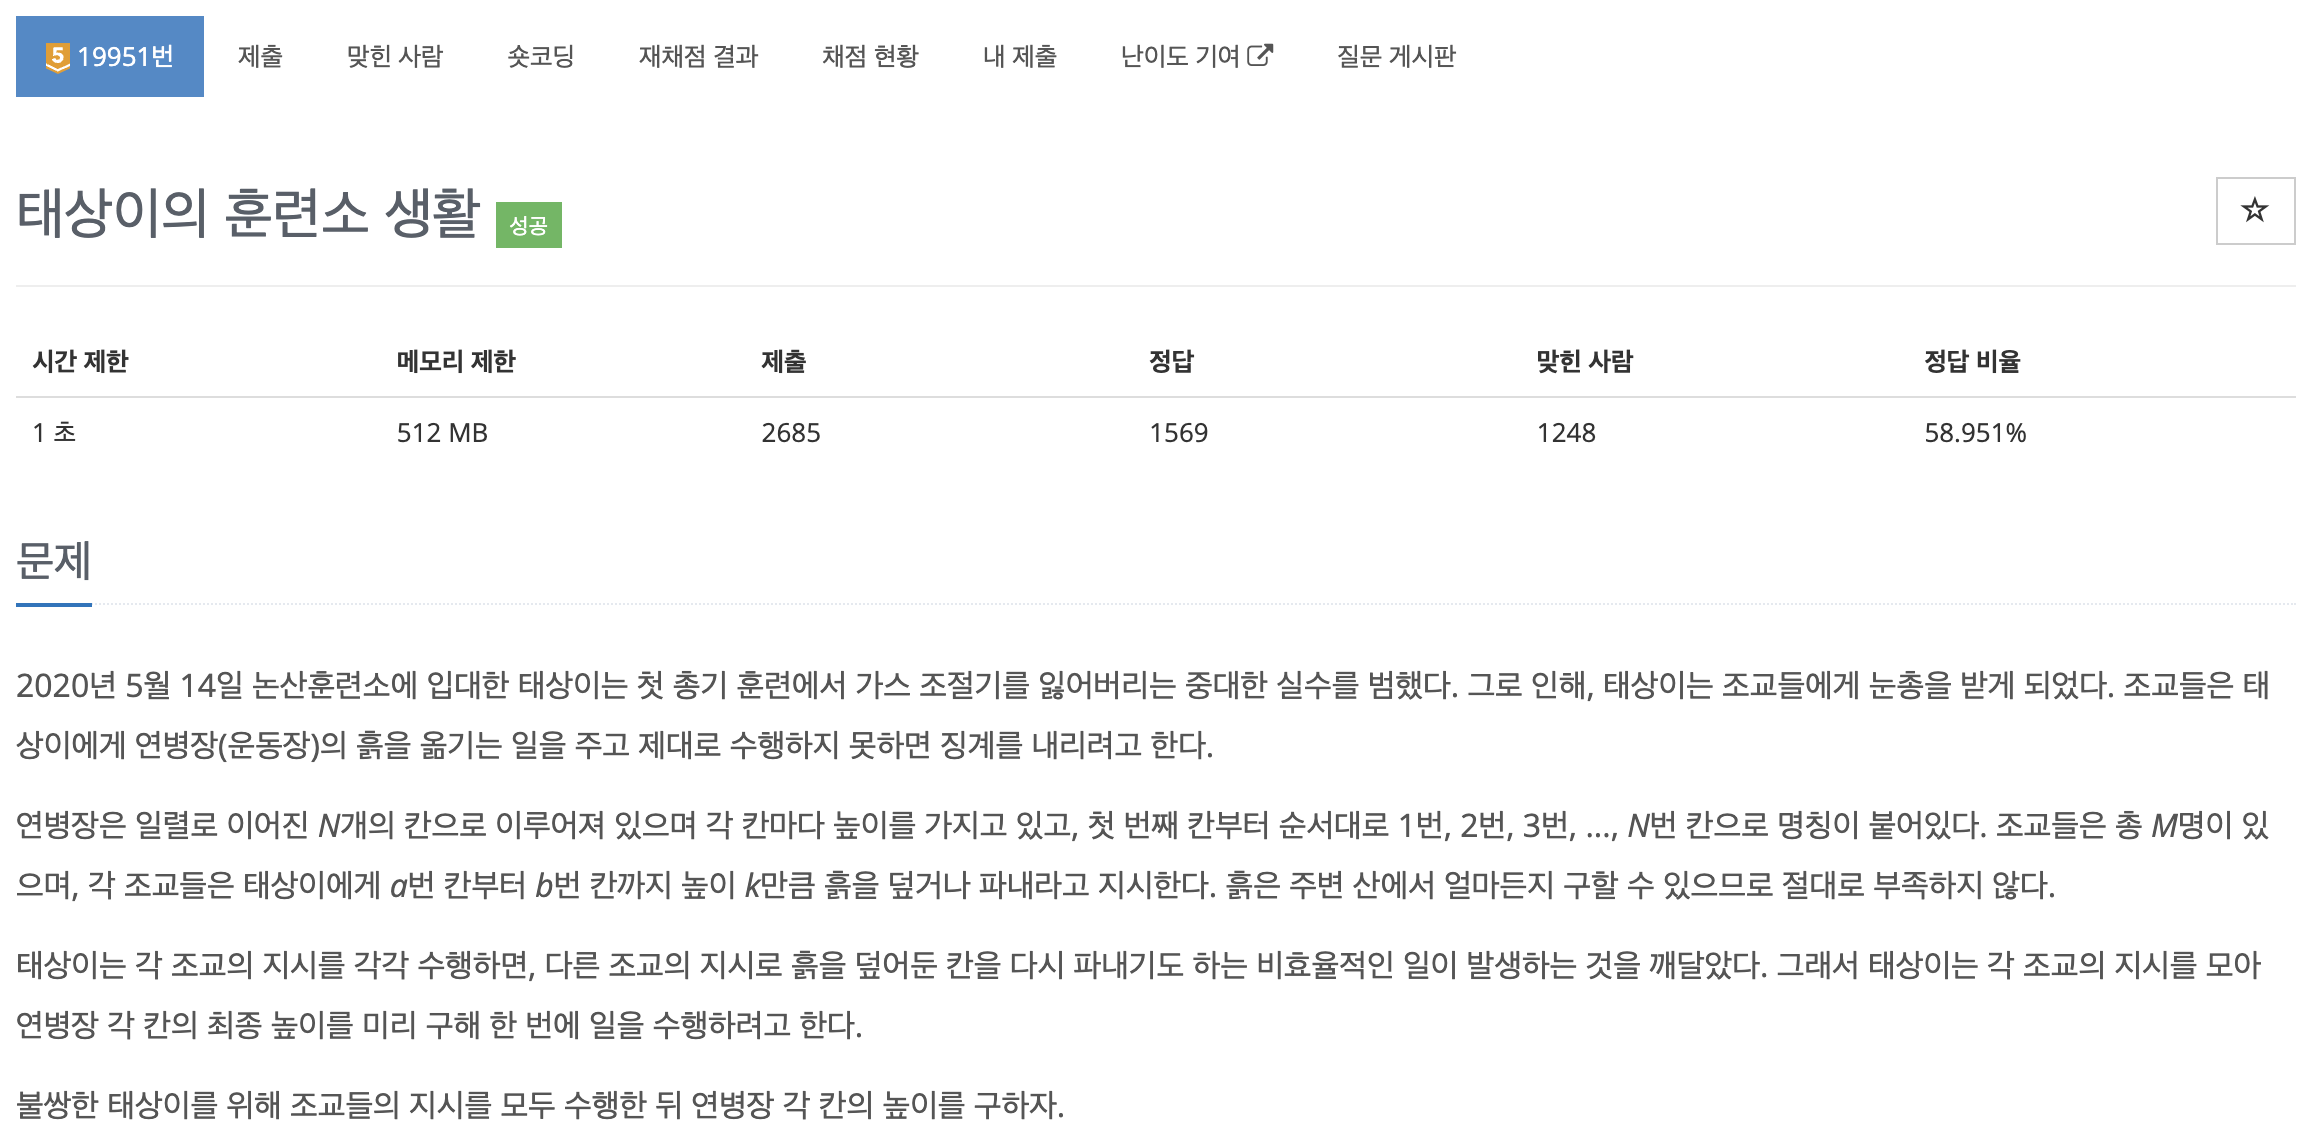 5 19951번 제출 맞힌 사람 숏코딩 재채점 결과 채점 현황 내 제출 난이도 기여 질문 게시판
태상이의 훈련소 생활 성공
시간 제한 메모리 제한 제출 정답 맞힌 사람 정답 비율
1 초 512 MB 2685 1569 1248 58.951%
문제
2020년 5월 14일 논산훈련소에 입대한 태상이는 첫 총기 훈련에서 가스 조절기를 잃어버리는 중대한 실수를 범했다. 그로 인해, 태상이는 조교들에게 눈총을 받게 되었다. 조교들은 태
상이에게 연병장(운동장)의 흙을 옮기는 일을 주고 제대로 수행하지 못하면 징계를 내리려고 한다.
연병장은 일렬로 이어진 N개의 칸으로 이루어져 있으며 각 칸마다 높이를 가지고 있고, 첫 번째 칸부터 순서대로 1번, 2번, 3번, ..., N번 칸으로 명칭이 붙어있다. 조교들은 총 M명이 있
으며, 각 조교들은 태상이에게 a번 칸부터 b번 칸까지 높이 k만큼 흙을 덮거나 파내라고 지시한다. 흙은 주변 산에서 얼마든지 구할 수 있으므로 절대로 부족하지 않다.
태상이는 각 조교의 지시를 각각 수행하면, 다른 조교의 지시로 흙을 덮어둔 칸을 다시 파내기도 하는 비효율적인 일이 발생하는 것을 깨달았다. 그래서 태상이는 각 조교의 지시를 모아
연병장 각 칸의 최종 높이를 미리 구해 한 번에 일을 수행하려고 한다.
불쌍한 태상이를 위해 조교들의 지시를 모두 수행한 뒤 연병장 각 칸의 높이를 구하자.